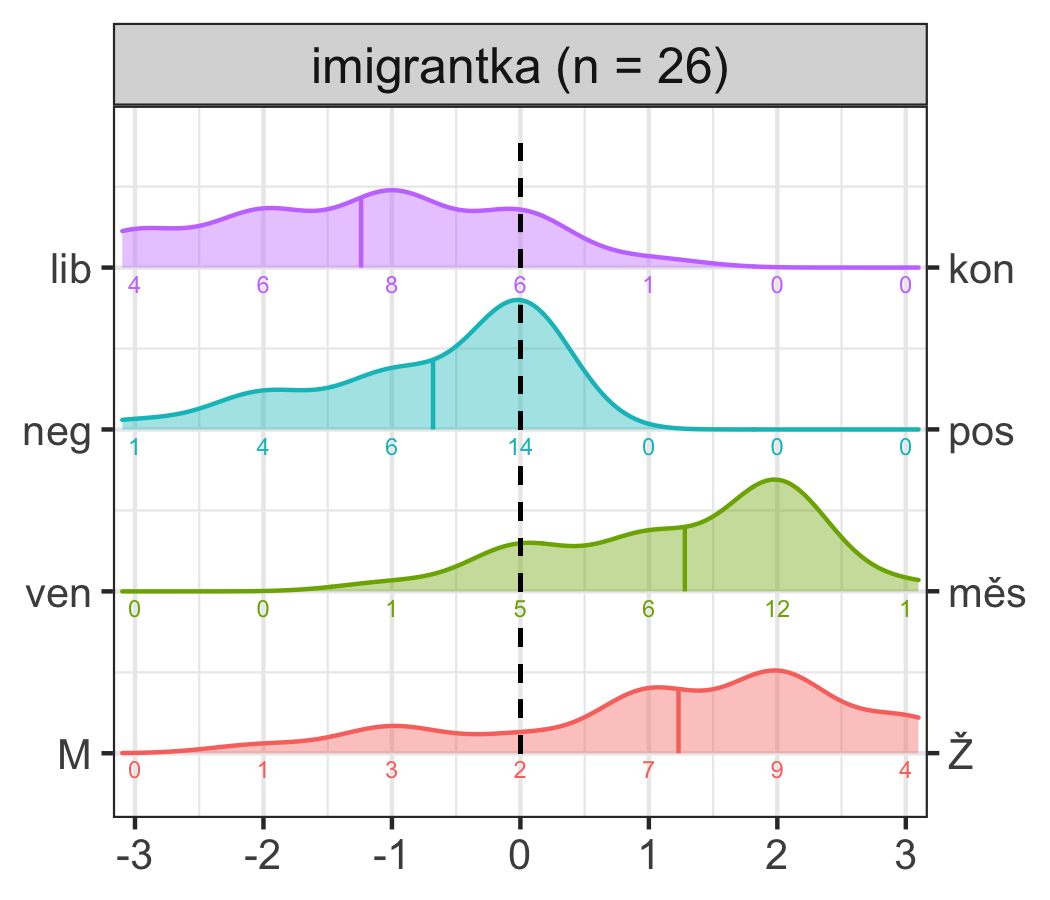 imigrantka (n = 26)
lib kon
4 6 8 6 1 0 0
neg pos
1 4 6 14 0 0 0
ven měs
0 0 1 5 6 12 1
M Ž
0 1 3 2 7 9 4
-3 -2 -1 0 1 2 3